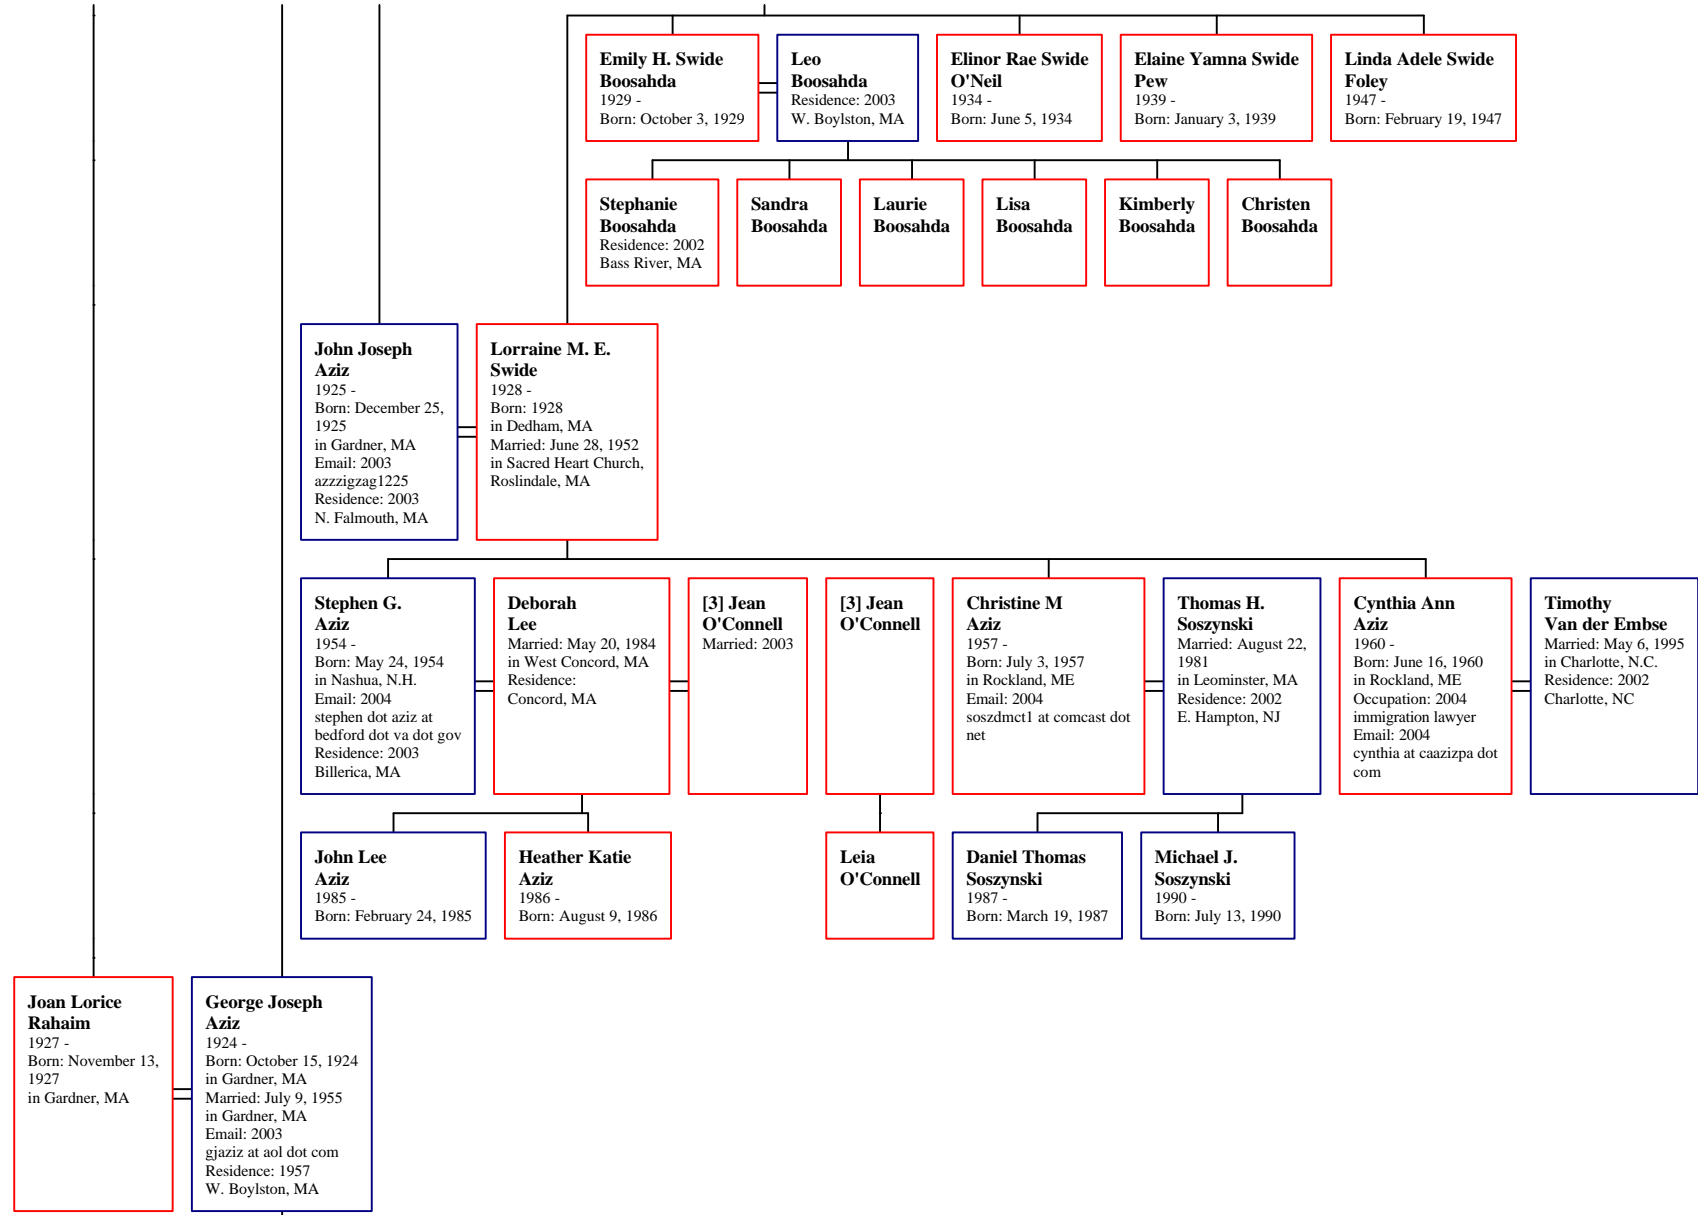 Emily H. Swide
Boosahda
1929 -
Born: October 3, 1929
Leo
Boosahda
Residence: 2003
W. Boylston, MA
Elinor Rae Swide
O'Neil
1934 -
Born: June 5, 1934
Elaine Yamna Swide
Pew
1939 -
Born: January 3, 1939
Linda Adele Swide
Foley
1947 -
Born: February 19, 1947
Stephanie
Boosahda
Residence: 2002
Bass River, MA
Sandra
Boosahda
Laurie
Boosahda
Lisa
Boosahda
Kimberly
Boosahda
Christen
Boosahda
John Joseph
Aziz
1925 -
Born: December 25,
1925
in Gardner, MA
Email: 2003
azzzigzag1225
Residence: 2003
N. Falmouth, MA
Lorraine M. E.
Swide
1928 -
Born: 1928
in Dedham, MA
Married: June 28, 1952
in Sacred Heart Church,
Roslindale, MA
Stephen G.
Aziz
1954 -
Born: May 24, 1954
in Nashua, N.H.
Email: 2004
stephen dot aziz at
bedford dot va dot gov
Residence: 2003
Billerica, MA
Deborah
Lee
Married: May 20, 1984
in West Concord, MA
Residence:
Concord, MA
[3] Jean
O'Connell
Married: 2003
[3] Jean
O'Connell
Christine M
Aziz
1957 -
Born: July 3, 1957
in Rockland, ME
Email: 2004
soszdmct1 at comcast dot
net
Thomas H.
Soszynski
Married: August 22,
1981
in Leominster, MA
Residence: 2002
E. Hampton, NJ
Cynthia Ann
Aziz
1960 -
Born: June 16, 1960
in Rockland, ME
Occupation: 2004
immigration lawyer
Email: 2004
cynthia at caazizpa dot
com
Timothy
Van der Embse
Married: May 6, 1995
in Charlotte, N.C.
Residence: 2002
Charlotte, NC
John Lee
Aziz
1985 -
Born: February 24, 1985
Heather Katie
Aziz
1986 -
Born: August 9, 1986
Leia
O'Connell
Daniel Thomas
Soszynski
1987 -
Born: March 19, 1987
Michael J.
Soszynski
1990 -
Born: July 13, 1990
Joan Lorice
Rahaim
1927 -
Born: November 13,
1927
in Gardner, MA
George Joseph
Aziz
1924 -
Born: October 15, 1924
in Gardner, MA
Married: July 9, 1955
in Gardner, MA
Email: 2003
gjaziz at aol dot com
Residence: 1957
W. Boylston, MA